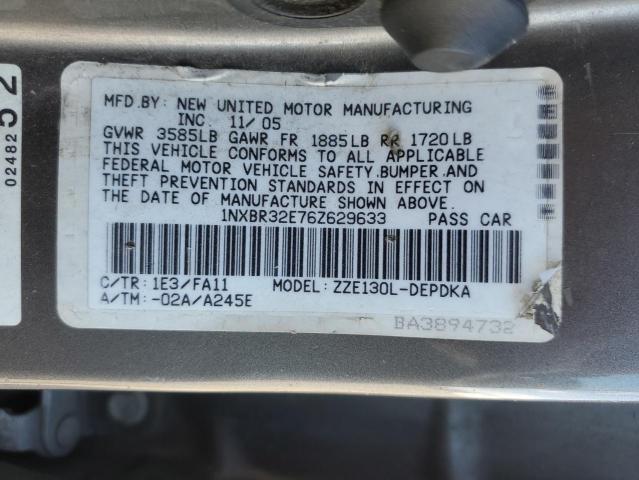 MFD.BY: NEW UNITED MOTOR MANUFACTURING
INC. 11/05
GVWR 3585LB GAWR FR 1885LB RR 1720LB
THIS VEHICLE CONFORMS TO ALL APPLICABLE
FEDERAL MOTOR VEHICLE SAFETY.BUMPER.AND
THEFT PREVENTION STANDARDS IN EFFECT ON
THE DATE OF MANUFACTURE SHOWN ABOVE.
1NXBR32E76Z629633 PASS CAR
C/TR: 1E3/FA11 MODEL: ZZE130L-DEPDKA
A/TM: -02A/A245E
BA3894732
02482
52